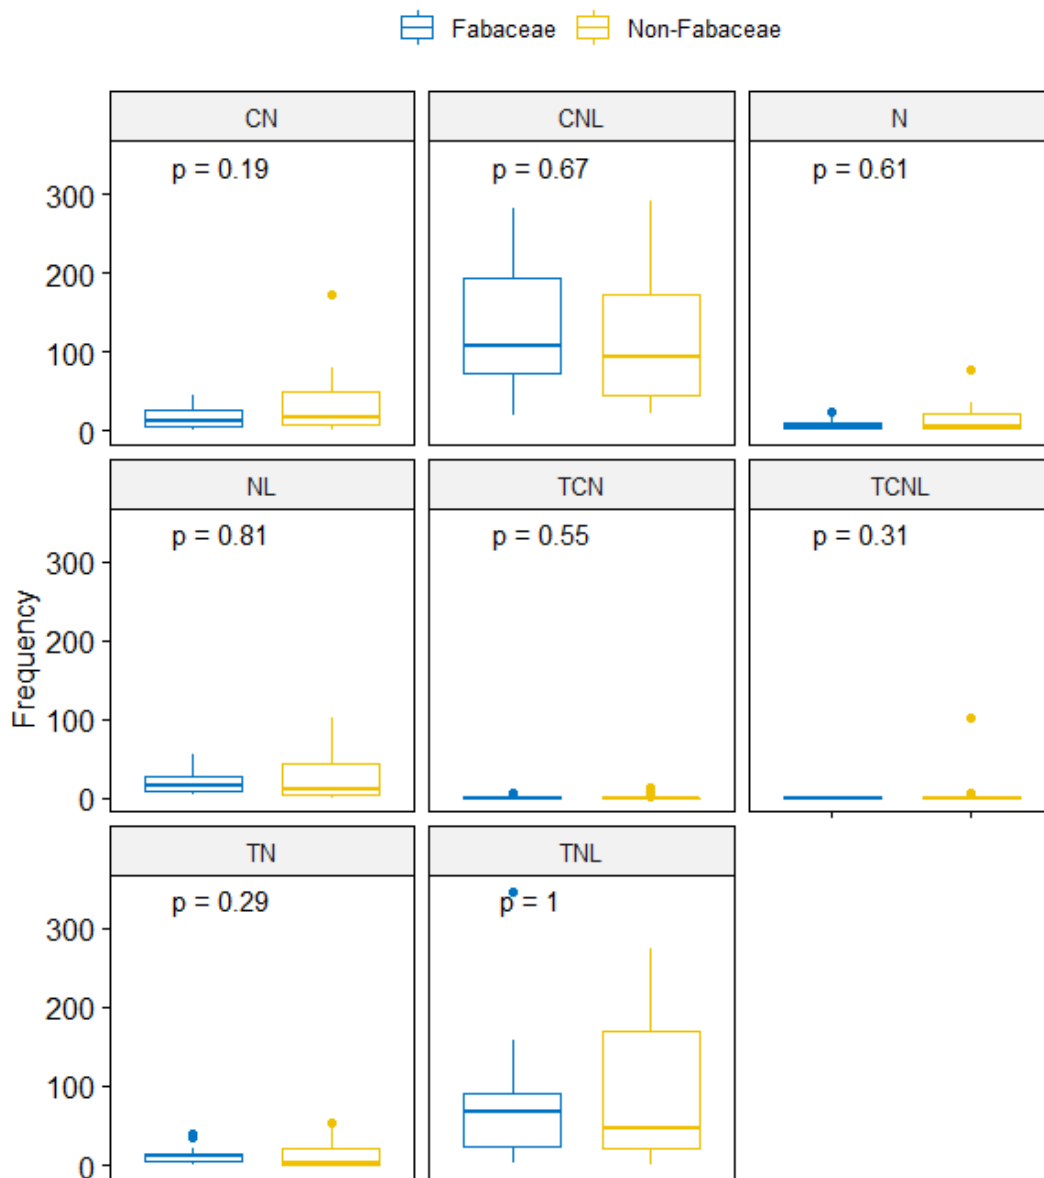 Fabaceae Non-Fabaceae
CN CNL N
p = 0.19 p = 0.67 p = 0.61
300
200
100
0
NL TCN TCNL
p = 0.81 p = 0.55 p = 0.31
300
200
100
0
Frequency
TN TNL
p = 0.29 p = 1
300
200
100
0